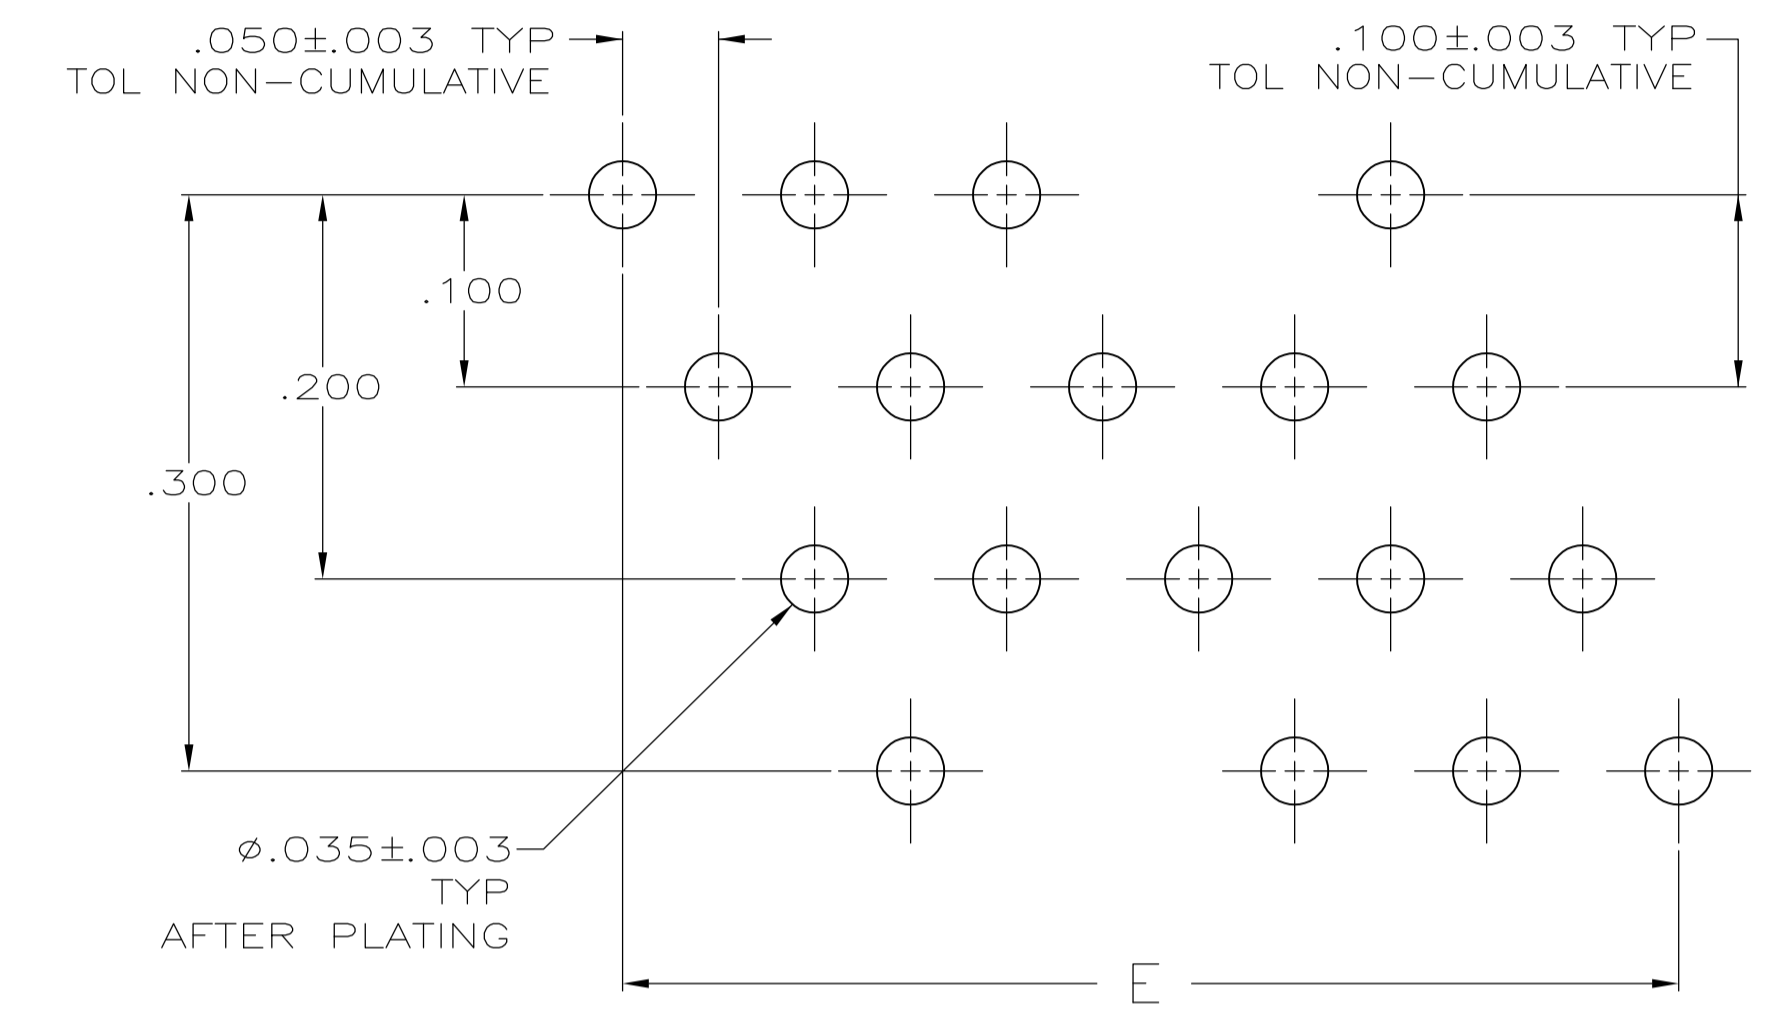 .050±.003 TYP
TOL NON-CUMULATIVE
.100±.003 TYP
TOL NON-CUMULATIVE
.100
.200
.300
⌀.035±.003
TYP
AFTER PLATING
E